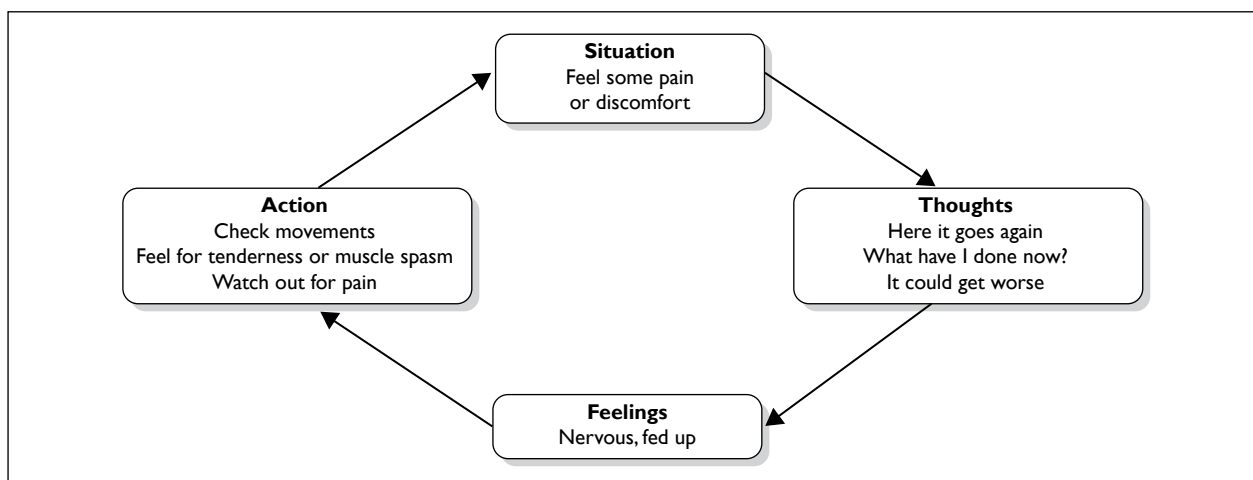 Situation
Feel some pain
or discomfort
Thoughts
Here it goes again
What have I done now?
It could get worse
Feelings
Nervous, fed up
Action
Check movements
Feel for tenderness or muscle spasm
Watch out for pain